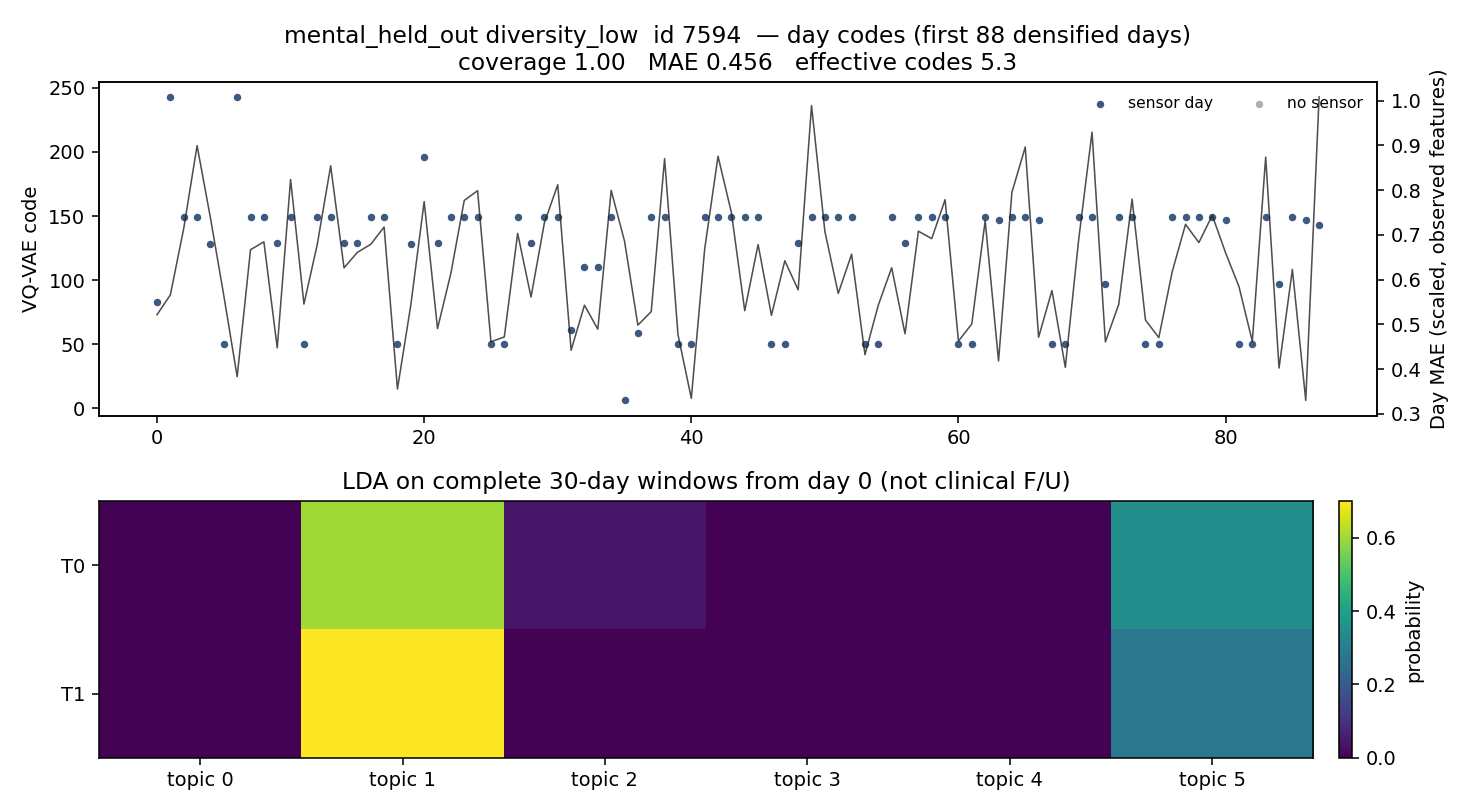 mental_held_out diversity_low  id 7594  — day codes (first 88 densified days)
coverage 1.00   MAE 0.456   effective codes 5.3
250
200
150
100
50
0
VQ-VAE code
sensor day
no sensor
1.0
0.9
0.8
0.7
0.6
0.5
0.4
0.3
Day MAE (scaled, observed features)
0
20
40
60
80
LDA on complete 30-day windows from day 0 (not clinical F/U)
T0
T1
topic 0
topic 1
topic 2
topic 3
topic 4
topic 5
0.6
0.4
0.2
0.0
probability